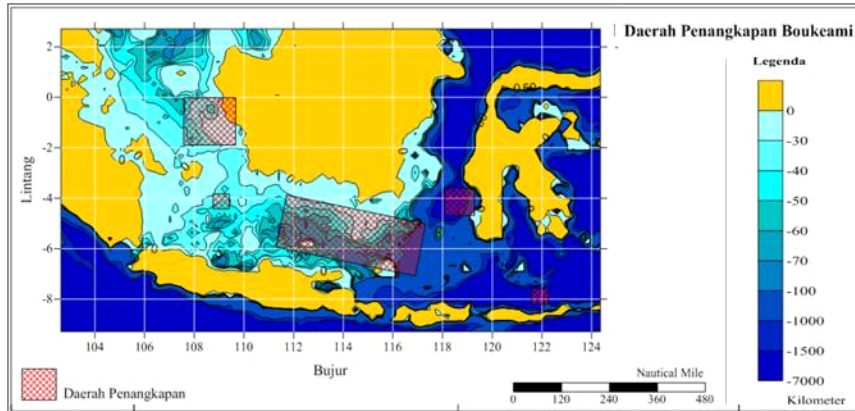 Daerah Penangkapan Boukeami
Legenda
0
-30
-40
-50
-60
-70
-100
-1000
-1500
-7000
Kilometer
Lintang
2
0
-2
-4
-6
-8
104 106 108 110 112 114 116 118 120 122 124
Bujur
Daerah Penangkapan
Nautical Mile
0 120 240 360 480